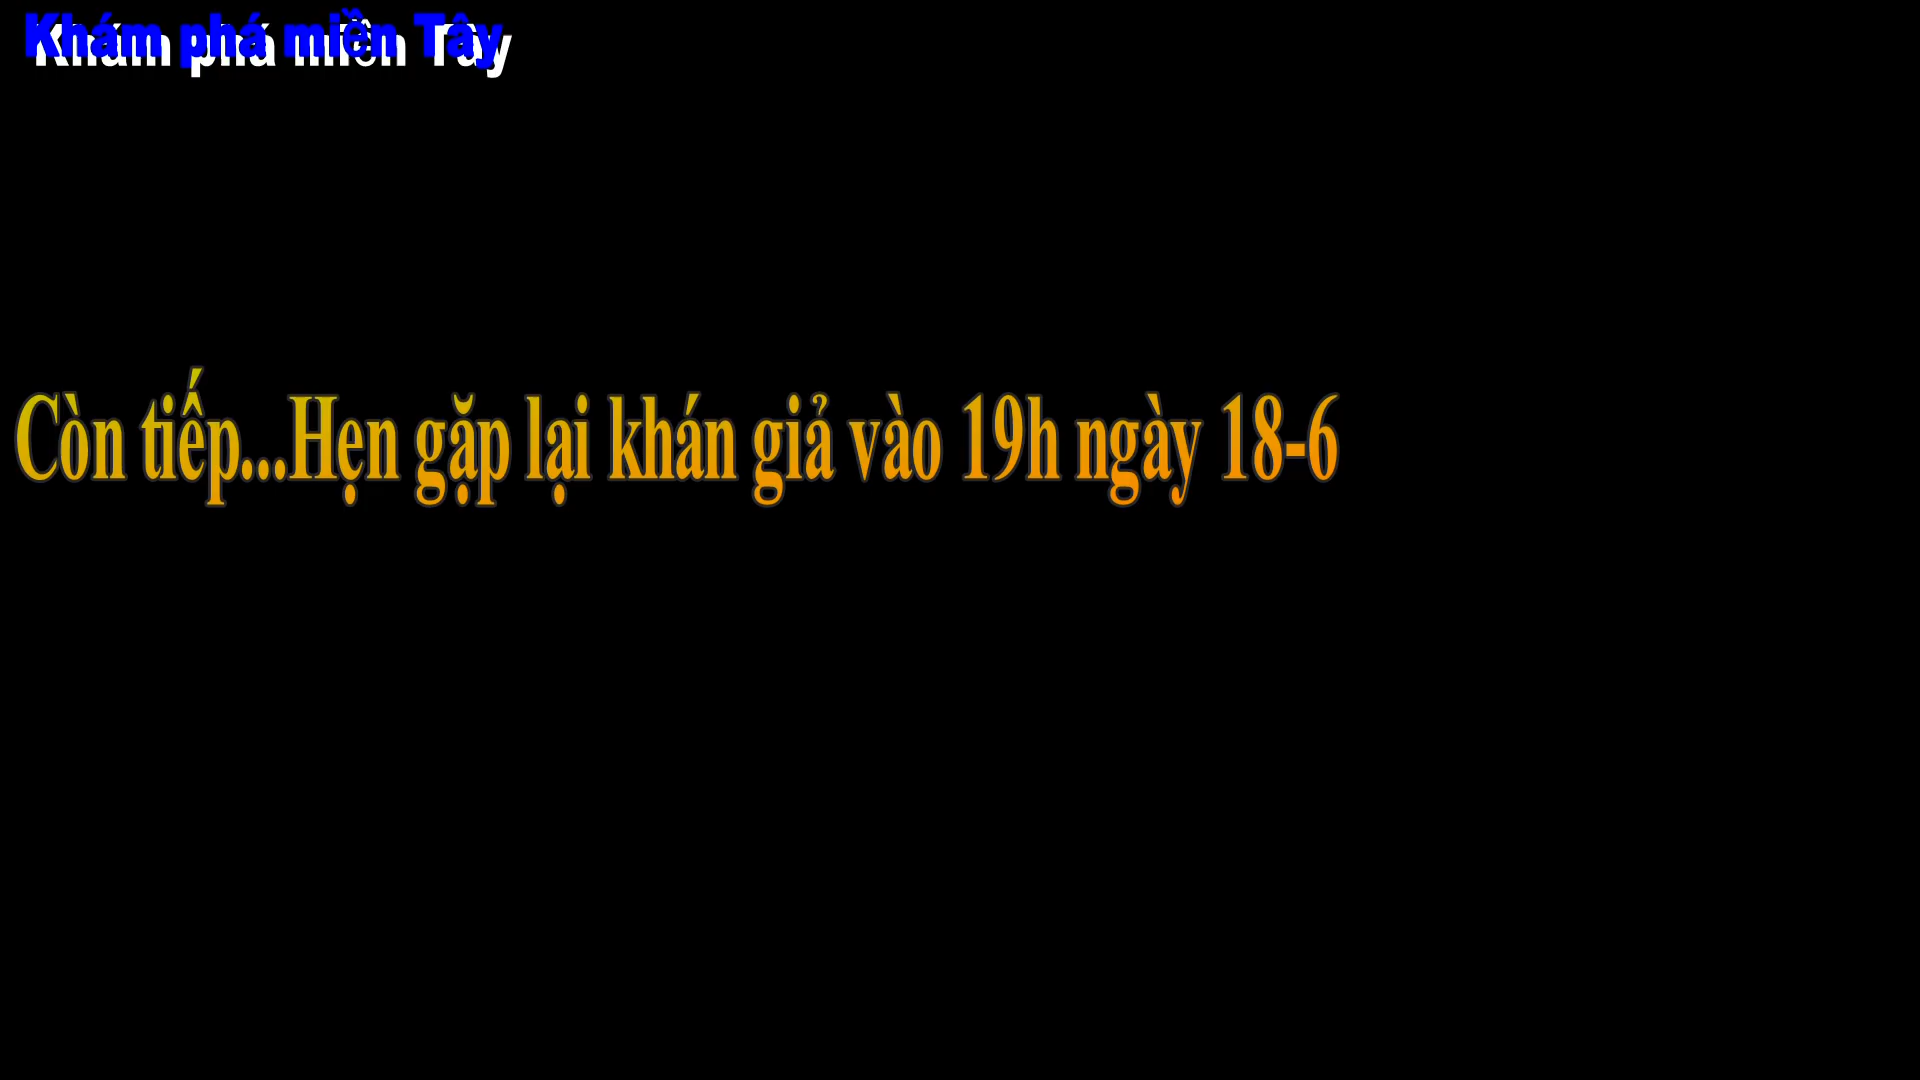 Khám phá miền Tây
Còn tiếp...Hẹn gặp lại khán giả vào 19h ngày 18-6